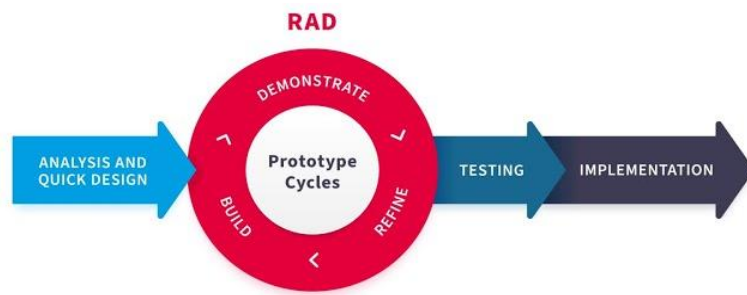 RAD
ANALYSIS AND
QUICK DESIGN
DEMONSTRATE
Prototype
Cycles
BUILD
REFINE
TESTING
IMPLEMENTATION